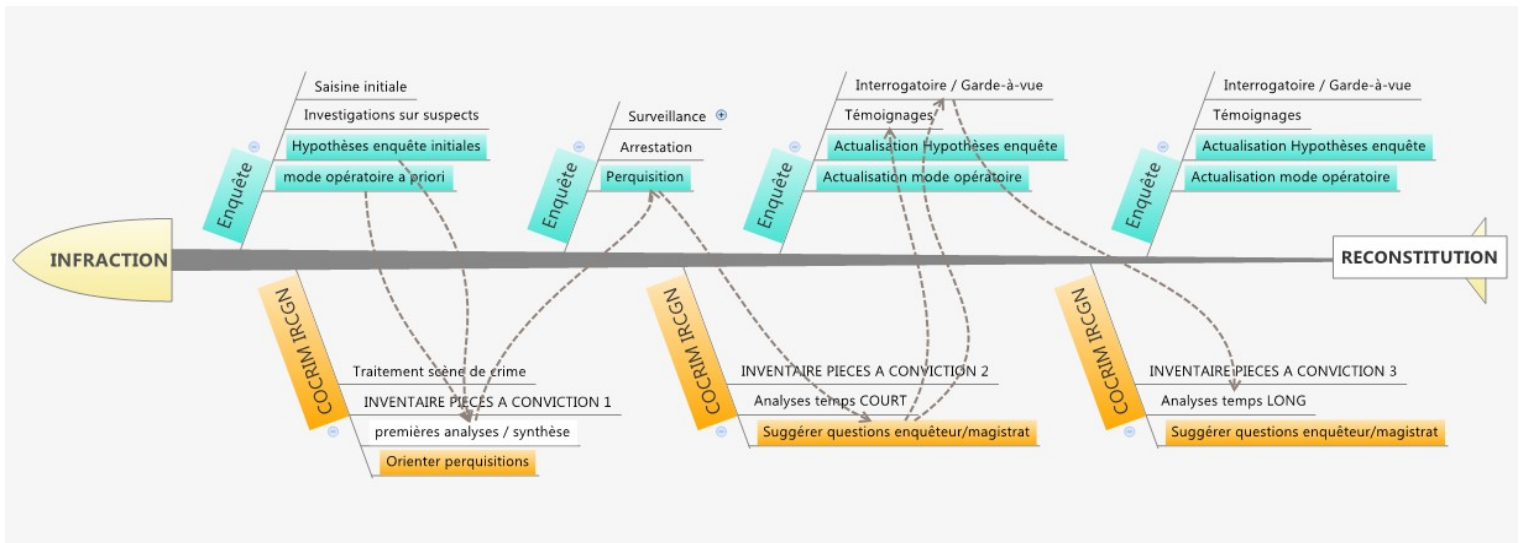 INFRACTION
Enquête
Saisine initiale
Investigations sur suspects
Hypothèses enquête initiales
mode opératoire a priori
COCRIM IRCGN
Traitement scène de crime
INVENTAIRE PIECES A CONVICTION 1
premières analyses / synthèse
Orienter perquisitions
Enquête
Surveillance
Arrestation
Perquisition
COCRIM IRCGN
INVENTAIRE PIECES A CONVICTION 2
Analyses temps COURT
Suggérer questions enquêteur/magistrat
Enquête
Interrogatoire / Garde-à-vue
Témoignages
Actualisation Hypothèses enquête
Actualisation mode opératoire
COCRIM IRCGN
INVENTAIRE PIECES A CONVICTION 3
Analyses temps LONG
Suggérer questions enquêteur/magistrat
Enquête
Interrogatoire / Garde-à-vue
Témoignages
Actualisation Hypothèses enquête
Actualisation mode opératoire
RECONSTITUTION